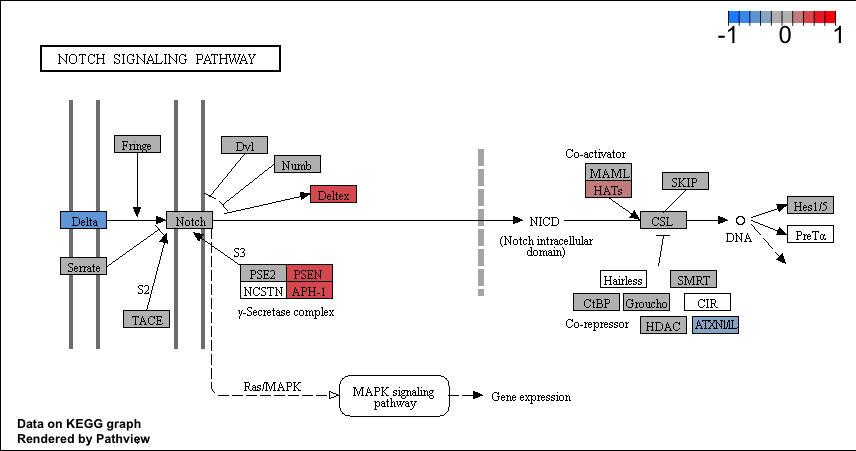 -1 0 1
NOTCH SIGNALING PATHWAY
Fringe
Dvl
Numb
Deltex
Co-activator
MAML
HATs
SKIP
Delta
Notch
NICD
(Notch intracellular
domain)
CSL
DNA
Hes1/5
PreTα
Serrate
S2
S3
TACE
PSE2
PSEN
NCSTN
APH-1
γ-Secretase complex
Hairless
SMRT
CtBP
Groucho
CIR
Co-repressor
HDAC
ATXN1/L
Ras/MAPK
MAPK signaling
pathway
Gene expression
Data on KEGG graph
Rendered by Pathview